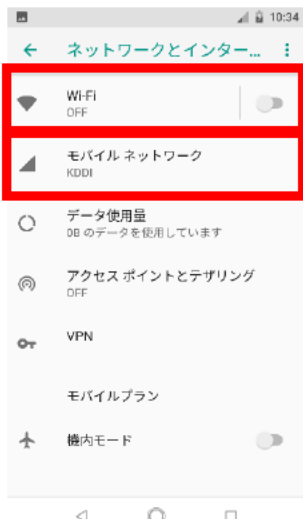 10:34
ネットワークとインター...
Wi-Fi
OFF
モバイル ネットワーク
KDDI
データ使用量
0B のデータを使用しています
アクセス ポイントとテザリング
OFF
VPN
モバイルプラン
機内モード